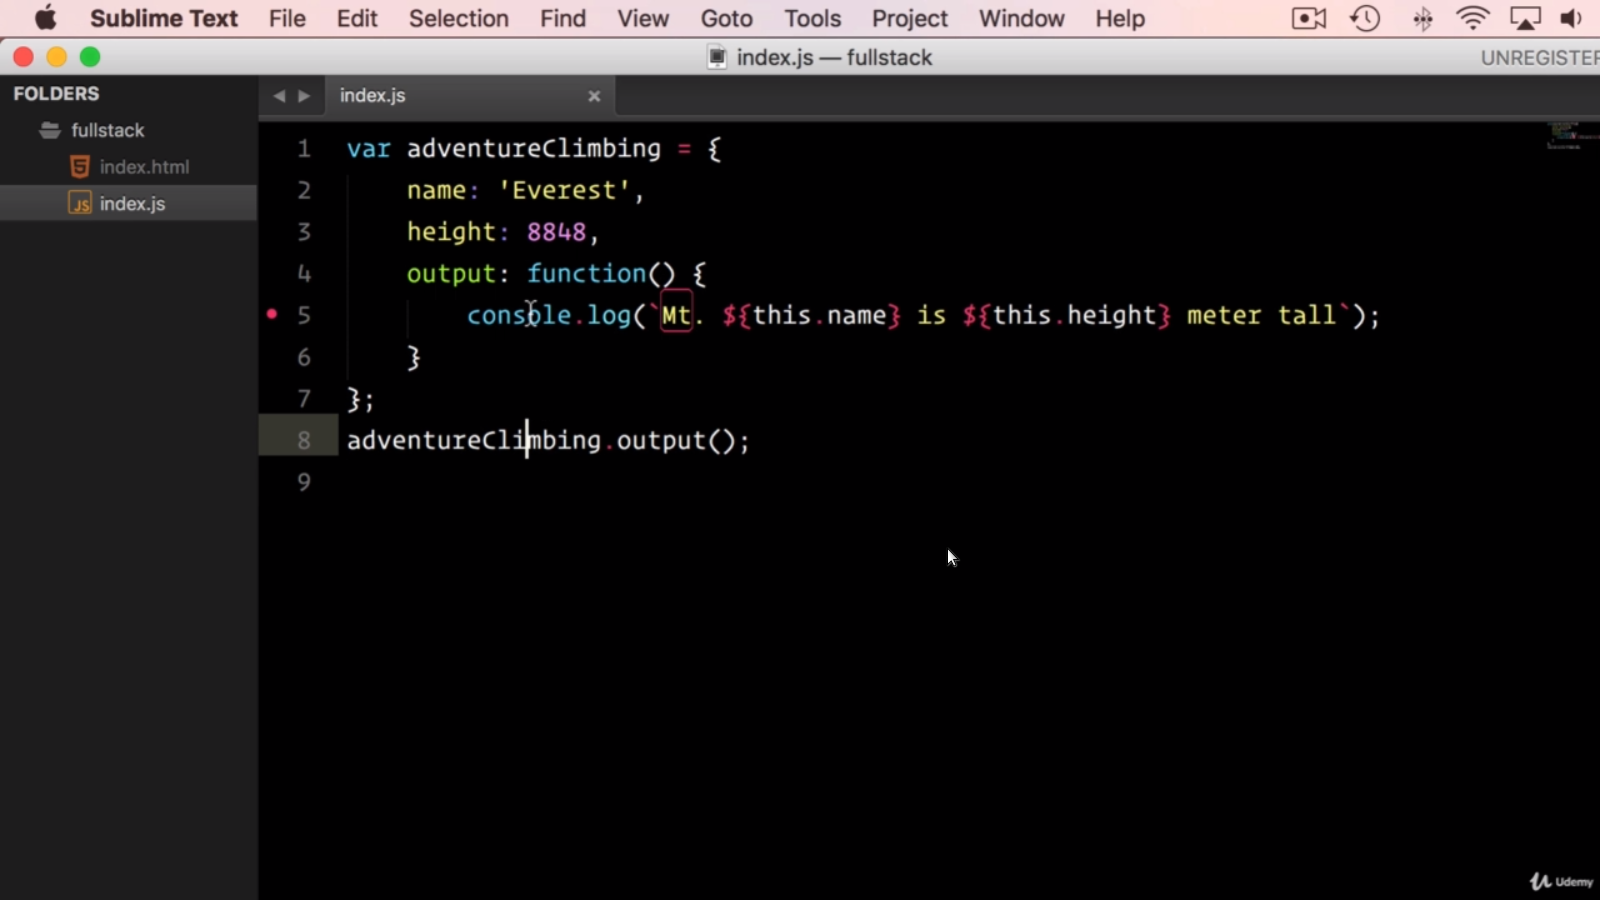 Sublime Text File Edit Selection Find View Goto Tools Project Window Help
index.js — fullstack
UNREGISTER
FOLDERS
fullstack
index.html
index.js
index.js
1 var adventureClimbing = {
2 name: 'Everest',
3 height: 8848,
4 output: function() {
5 console.log(`Mt. ${this.name} is ${this.height} meter tall`);
6 }
7 };
8 adventureClimbing.output();
9
Udemy